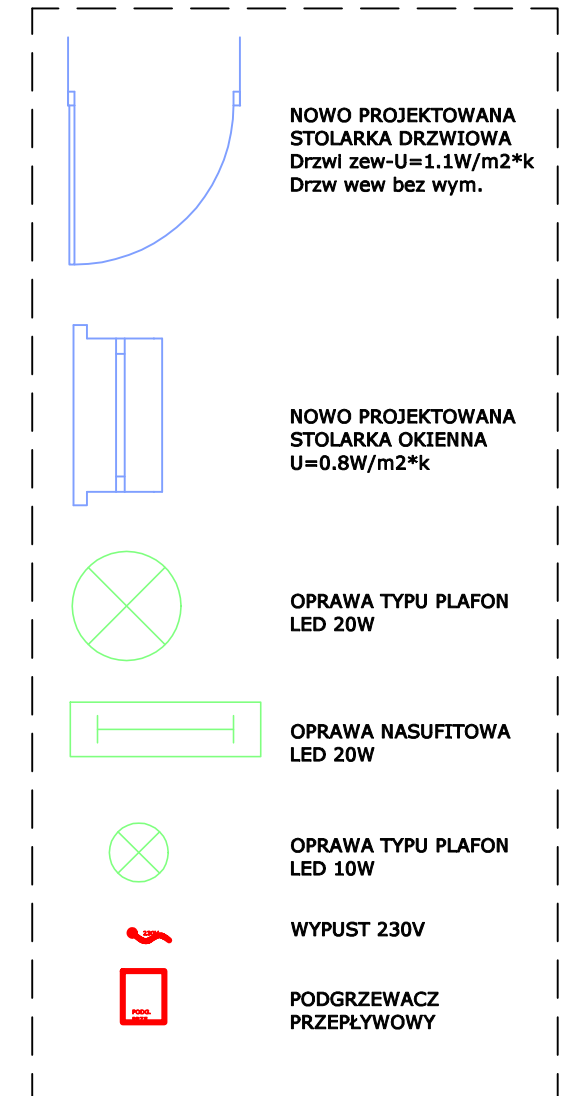 NOWO PROJEKTOWANA
STOLARKA DRZWIOWA
Drzwi zew-U=1.1W/m2*k
Drzw wew bez wym.
NOWO PROJEKTOWANA
STOLARKA OKIENNA
U=0.8W/m2*k
OPRAWA TYPU PLAFON
LED 20W
OPRAWA NASUFITOWA
LED 20W
OPRAWA TYPU PLAFON
LED 10W
230V
WYPUST 230V
PODG.
PODGRZEWACZ
PRZEPŁYWOWY